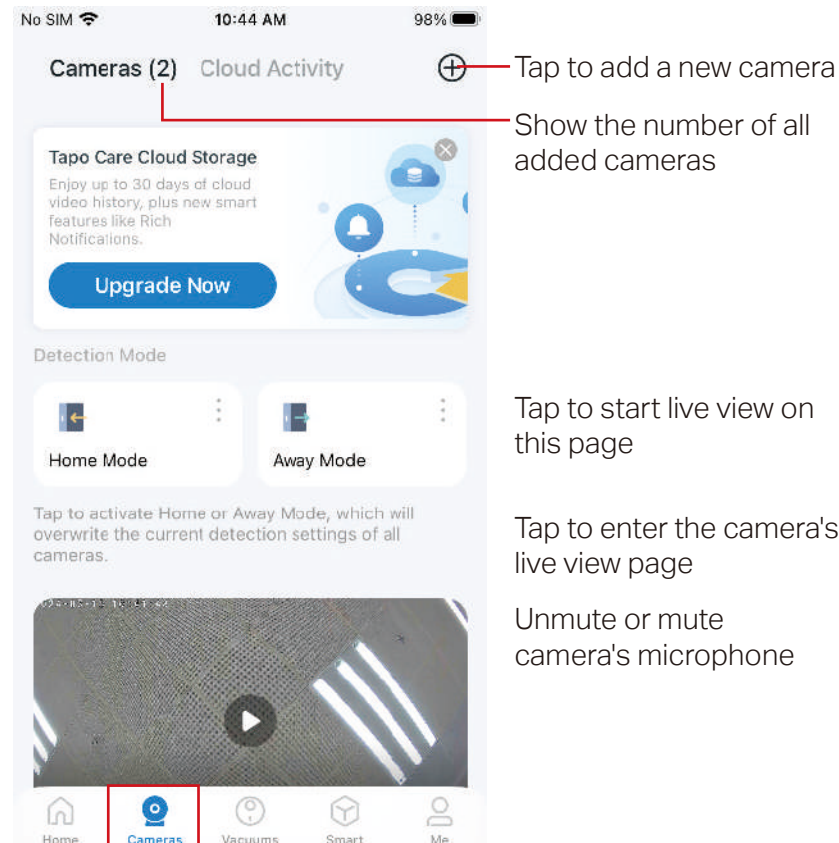 No SIM 10:44 AM 98%
Cameras (2) Cloud Activity
Tap to add a new camera
Show the number of all
added cameras
Tapo Care Cloud Storage
Enjoy up to 30 days of cloud
video history, plus new smart
features like Rich
Notifications.
Upgrade Now
Detection Mode
Home Mode Away Mode
Tap to start live view on
this page
Tap to activate Home or Away Mode, which will
overwrite the current detection settings of all
cameras.
Tap to enter the camera's
live view page
Unmute or mute
camera's microphone
Home Cameras Vacuums Smart Me